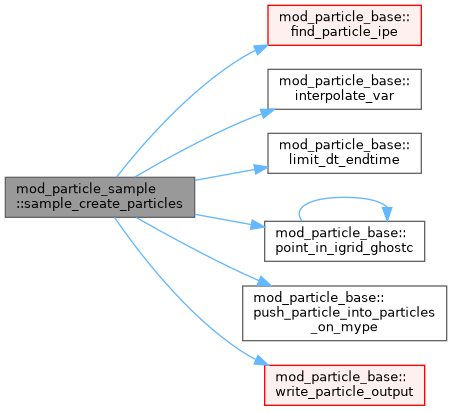 mod_particle_base::
find_particle_ipe
mod_particle_base::
interpolate_var
mod_particle_base::
limit_dt_endtime
mod_particle_sample
::sample_create_particles
mod_particle_base::
point_in_igrid_ghostc
mod_particle_base::
push_particle_into_particles
_on_mype
mod_particle_base::
write_particle_output